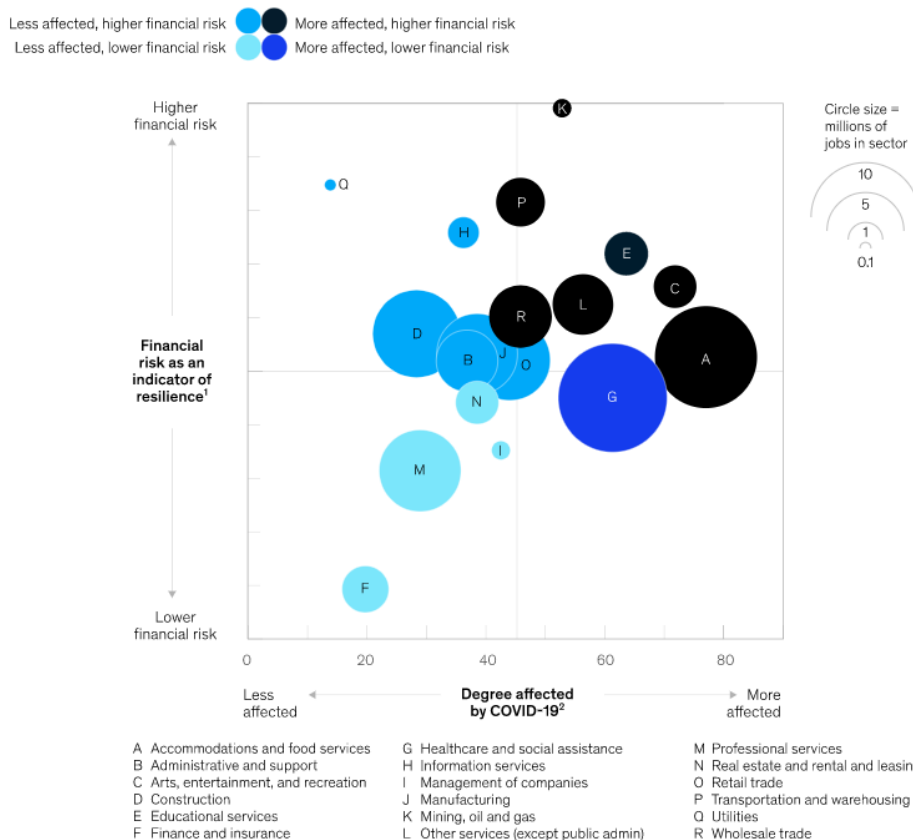 Less affected, higher financial risk
More affected, higher financial risk
Less affected, lower financial risk
More affected, lower financial risk
Higher
financial risk
Circle size =
millions of
jobs in sector
10
5
1
0.1
K
Q
P
H
E
C
L
R
D
J
B
O
A
N
G
I
M
F
Financial
risk as an
indicator of
resilience1
Lower
financial risk
0
20
40
60
80
Less
affected
Degree affected
by COVID-192
More
affected
A Accommodations and food services
B Administrative and support
C Arts, entertainment, and recreation
D Construction
E Educational services
F Finance and insurance
G Healthcare and social assistance
H Information services
I Management of companies
J Manufacturing
K Mining, oil and gas
L Other services (except public admin)
M Professional services
N Real estate and rental and leasin
O Retail trade
P Transportation and warehousing
Q Utilities
R Wholesale trade